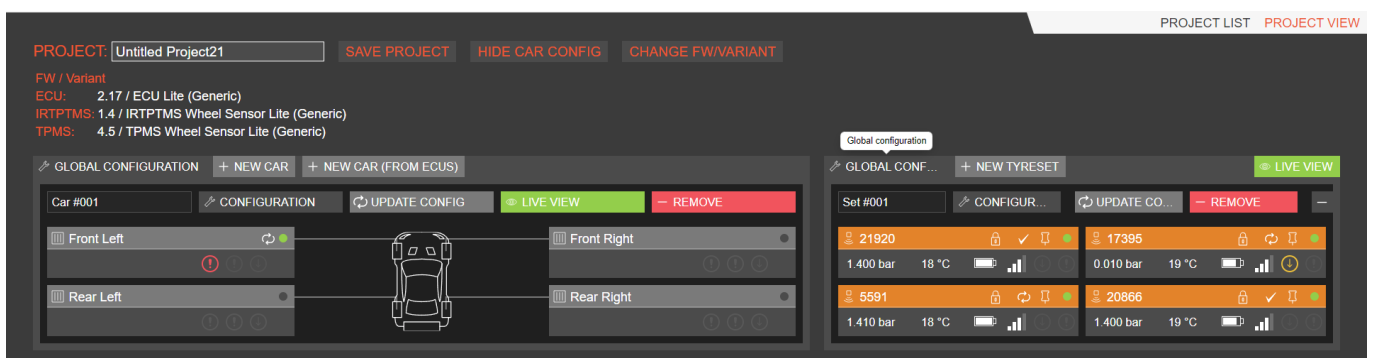 PROJECT LIST PROJECT VIEW
PROJECT: Untitled Project21 SAVE PROJECT HIDE CAR CONFIG CHANGE FW/VARIANT
FW / Variant
ECU: 2.17 / ECU Lite (Generic)
IRTPTMS: 1.4 / IRTPTMS Wheel Sensor Lite (Generic)
TPMS: 4.5 / TPMS Wheel Sensor Lite (Generic)
Global configuration
GLOBAL CONFIGURATION + NEW CAR + NEW CAR (FROM ECUS)
Car #001 CONFIGURATION UPDATE CONFIG LIVE VIEW − REMOVE
Front Left Front Right
Rear Left Rear Right
GLOBAL CONF... + NEW TYRESET LIVE VIEW
Set #001 CONFIGUR... UPDATE CO... − REMOVE −
21920 17395
1.400 bar 18 °C 0.010 bar 19 °C
5591 20866
1.410 bar 18 °C 1.400 bar 19 °C